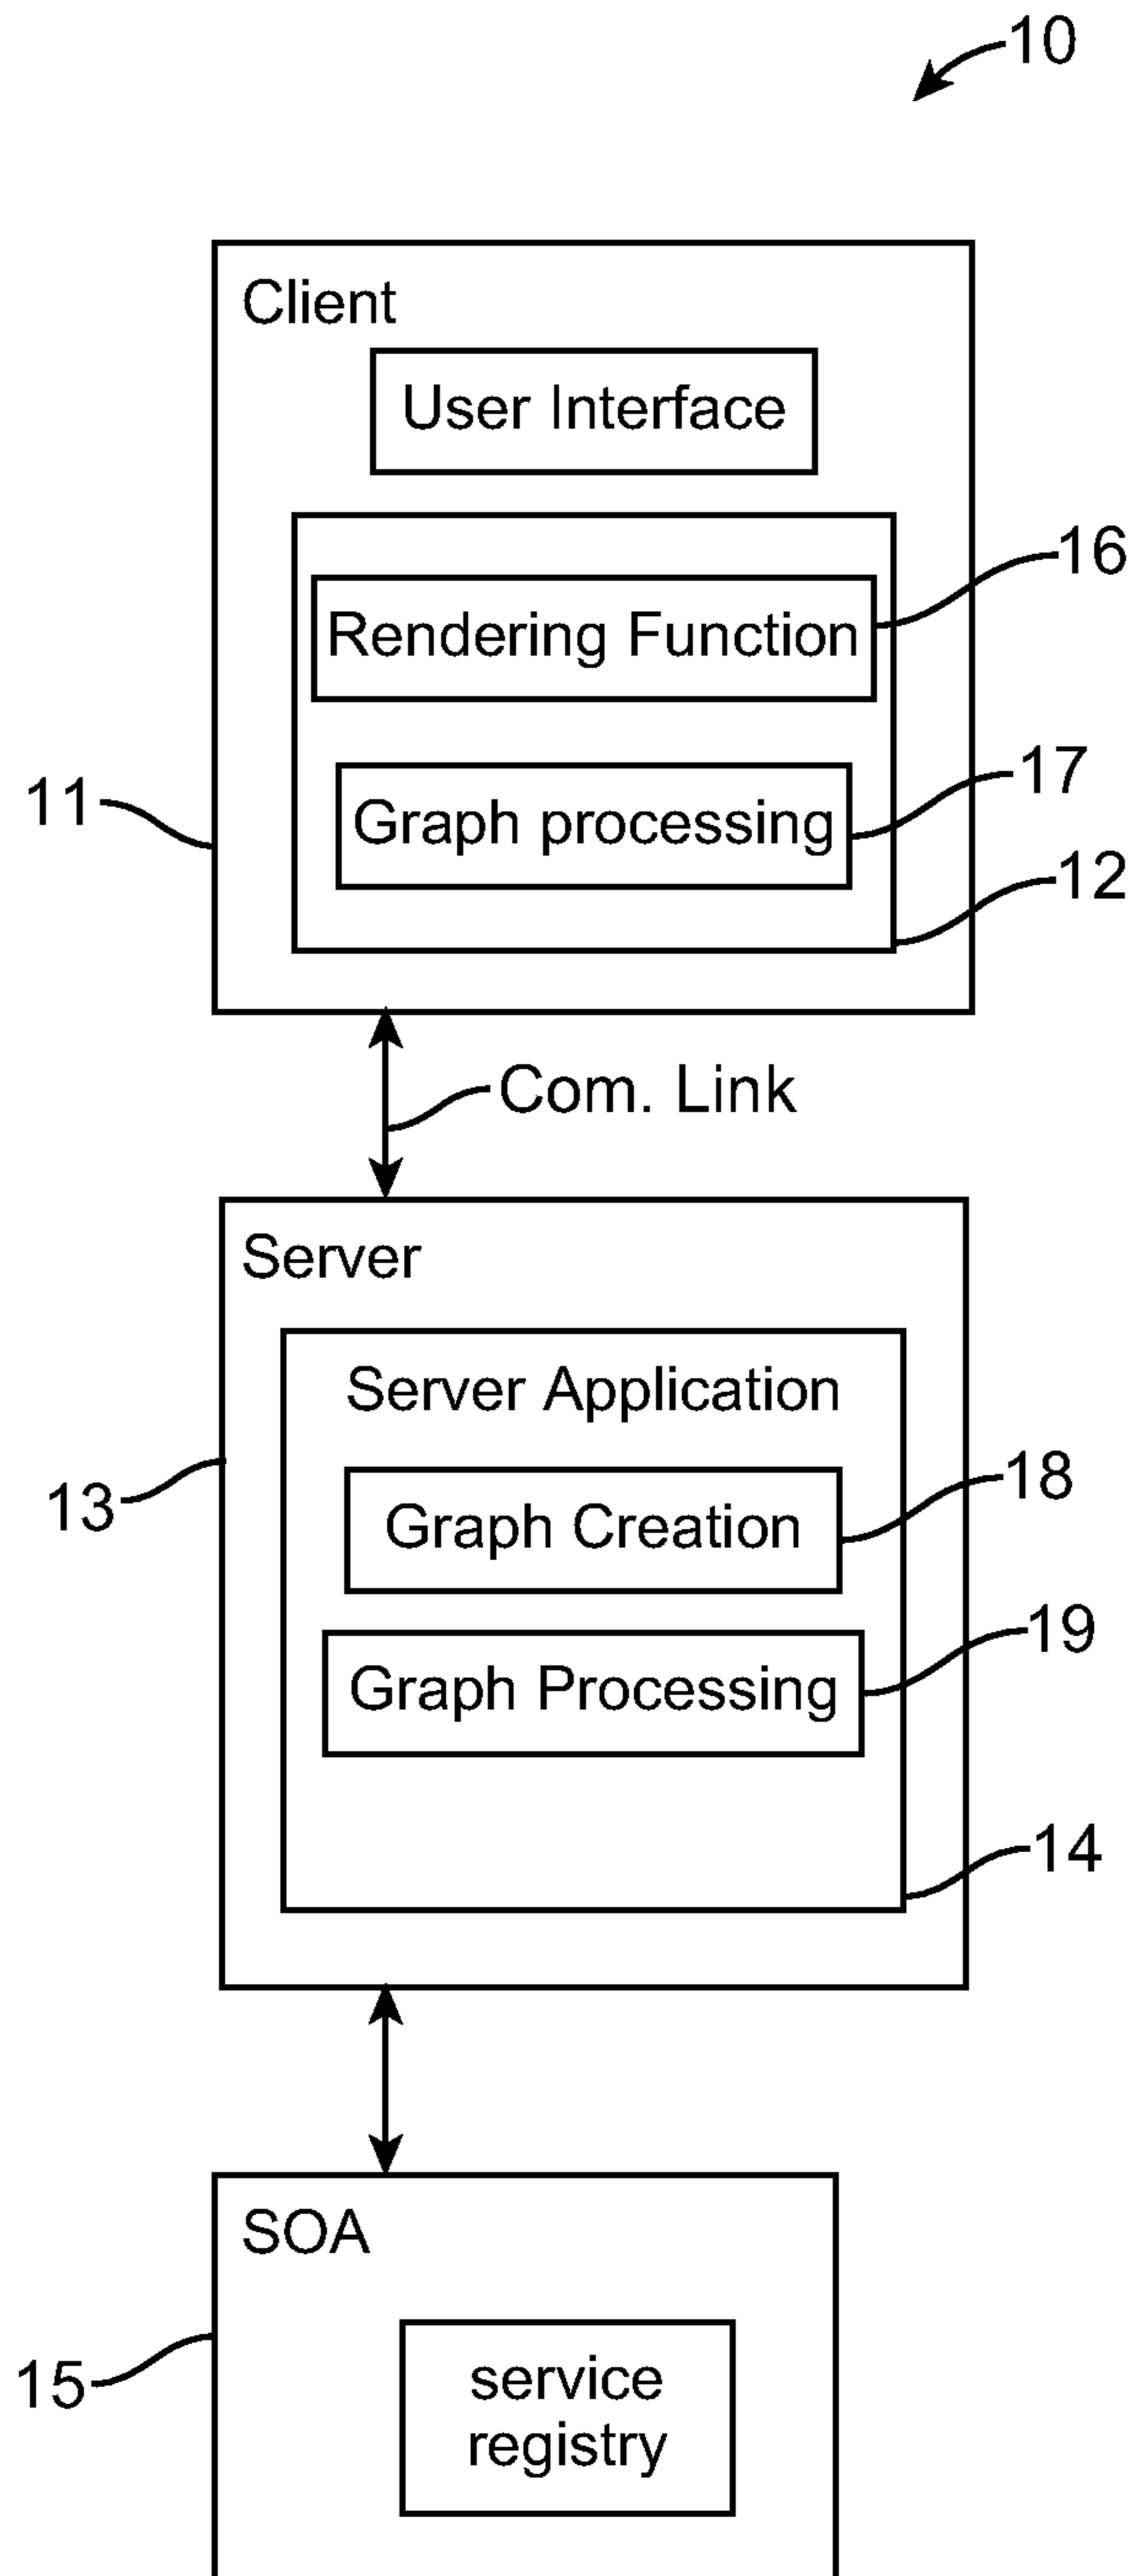 10
Client
User Interface
16
Rendering Function
17
11
Graph processing
12
Com. Link
Server
Server Application
18
13
Graph Creation
19
Graph Processing
14
SOA
15
service
registry